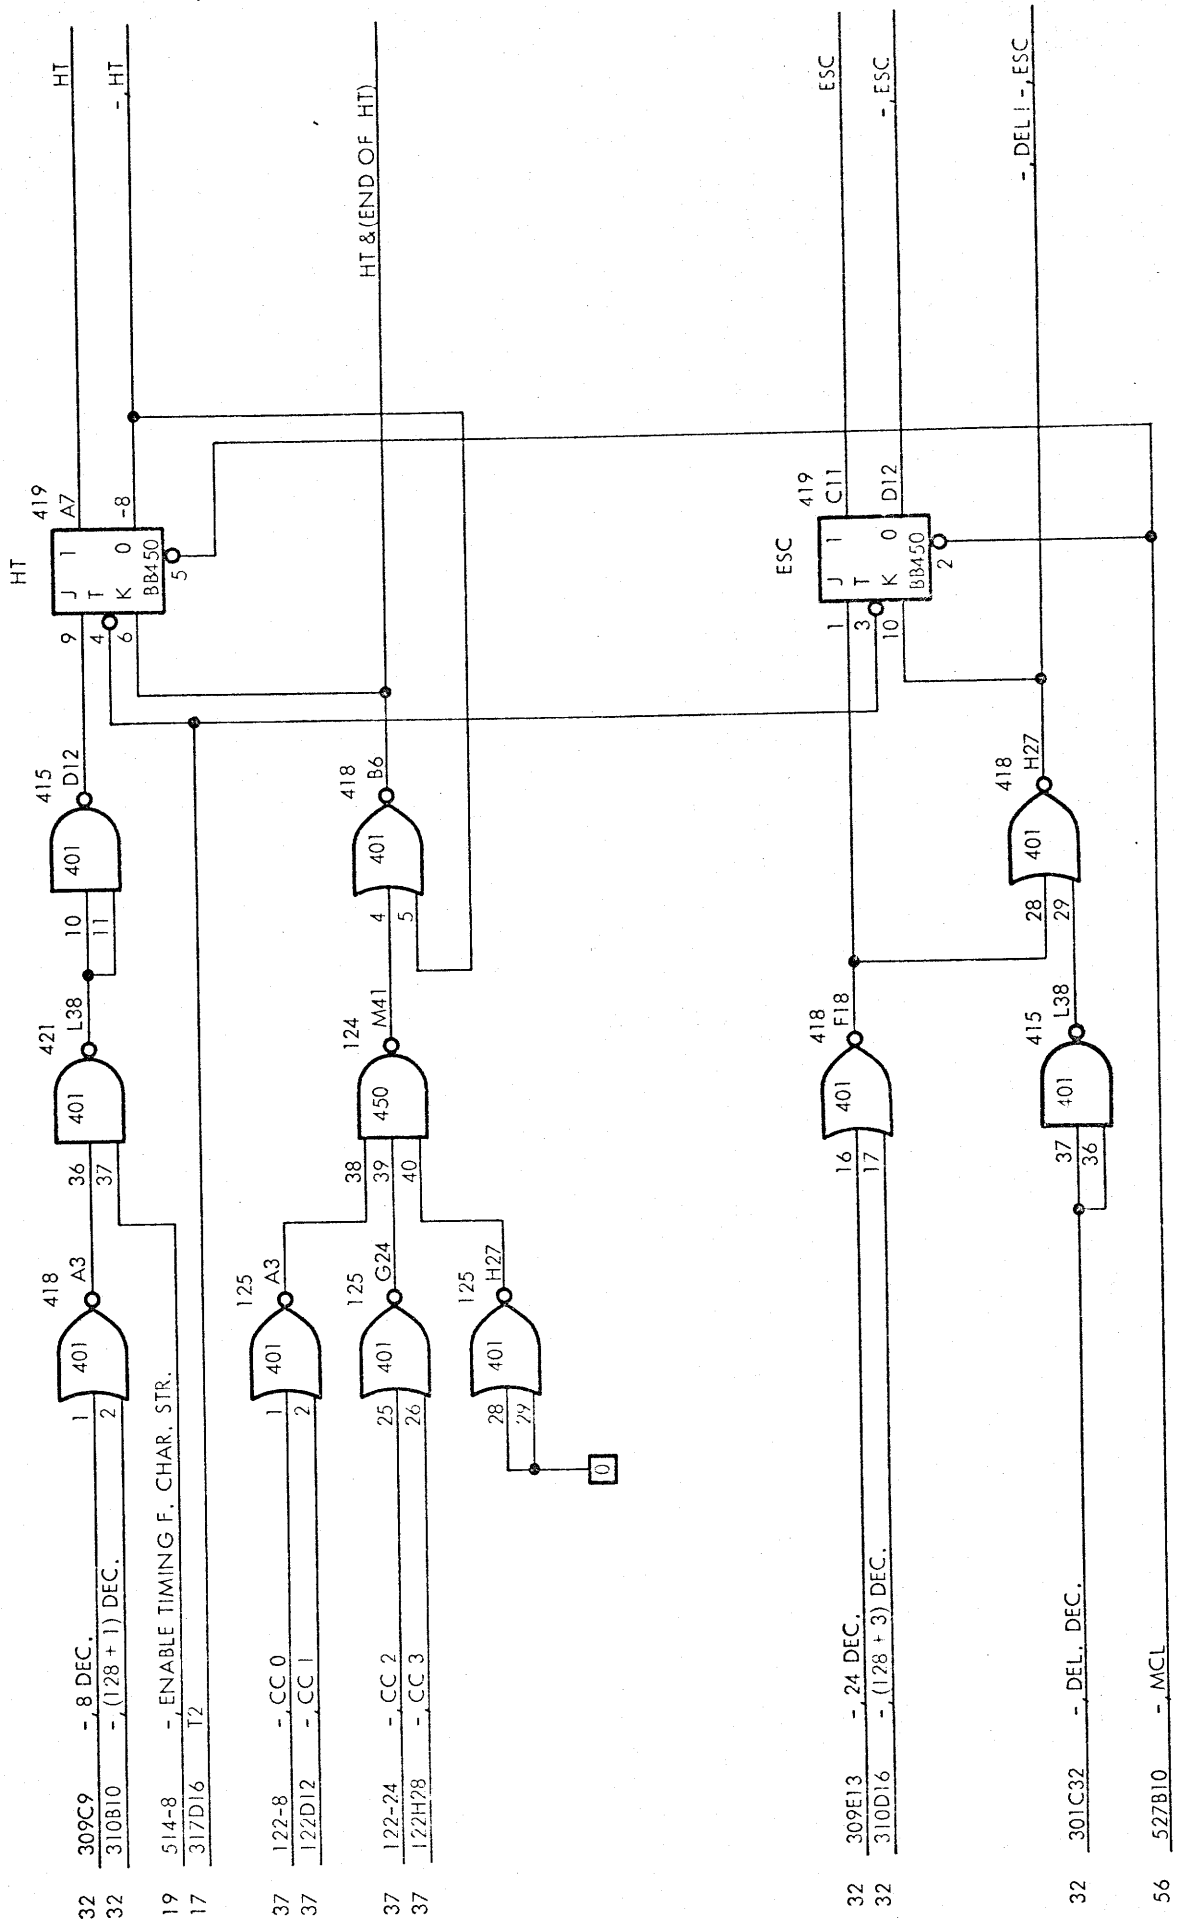 HT
HT
419
A7
J 1
T
K 0
BB450
-8
-,HT
9
4
6
5
415
D12
401
10
11
421
L38
401
36
37
418
A3
401
1
2
32 309C9 -,8 DEC.
32 310B10 -,(128 + 1) DEC.
19 514-8 -,ENABLE TIMING F. CHAR. STR.
17 317D16 T2
HT & (END OF HT)
418
B6
401
4
5
124
M41
450
38
39
40
125
A3
401
1
2
125
G24
401
25
26
125
H27
401
28
29
0
37 122-8 -,CC 0
37 122D12 -,CC 1
37 122-24 -,CC 2
37 122H28 -,CC 3
ESC
ESC
419
C11
J 1
T
K 0
BB450
D12
-,ESC
1
3
10
2
418
F18
401
16
17
32 309E13 -,24 DEC.
32 310D16 -,(128 + 3) DEC.
-,DEL ! -,ESC
418
H27
401
28
29
415
L38
401
37
36
32 301C32 -,DEL. DEC.
56 527B10 -,MCL